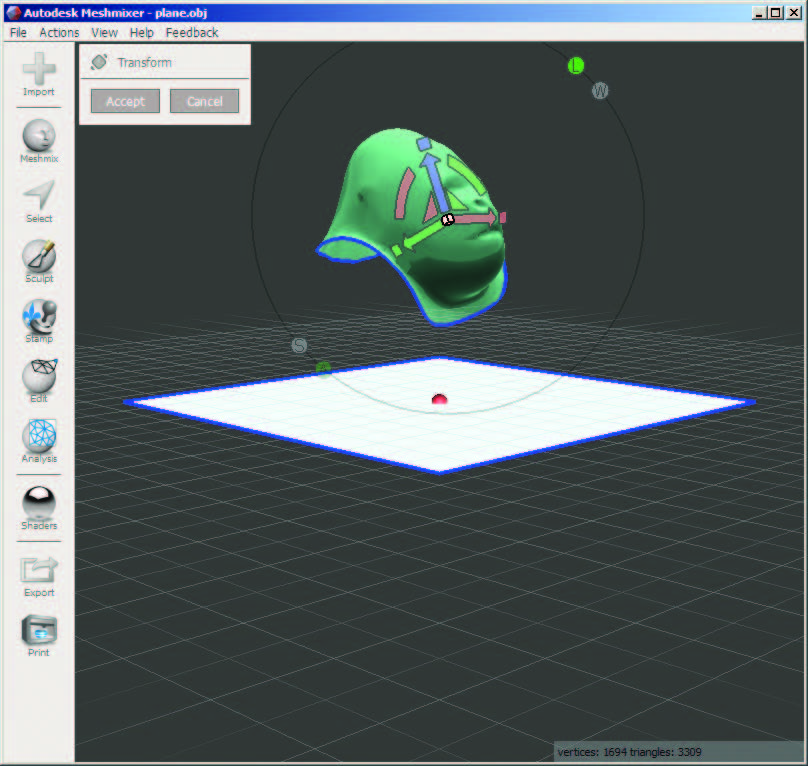 Autodesk Meshmixer - plane.obj
File Actions View Help Feedback
Transform
Accept Cancel
Import
Meshmix
Select
Sculpt
Stamp
Edit
Analysis
Shaders
Export
Print
L
W
S
A
vertices: 1694 triangles: 3309